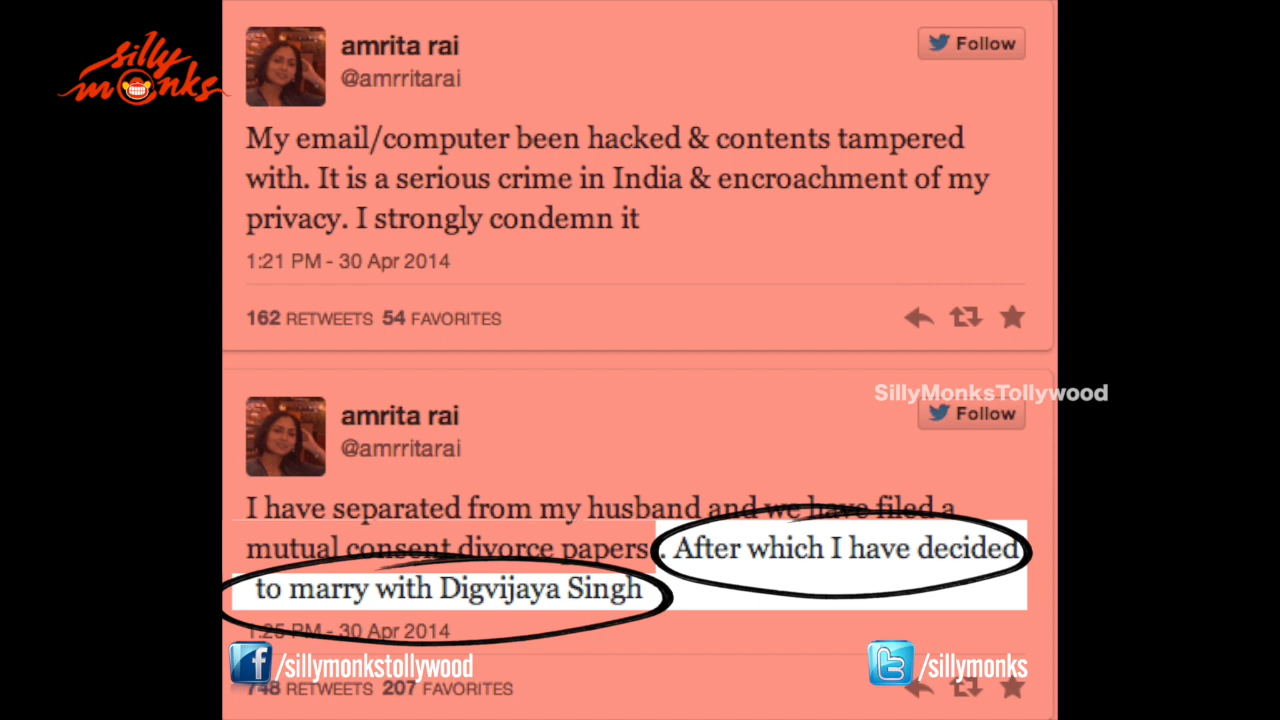 silly
monks
amrita rai
@amrritarai
Follow
My email/computer been hacked & contents tampered
with. It is a serious crime in India & encroachment of my
privacy. I strongly condemn it
1:21 PM - 30 Apr 2014
162 RETWEETS 54 FAVORITES
SillyMonksTollywood
amrita rai
@amrritarai
Follow
I have separated from my husband and we have filed a
mutual consent divorce papers . After which I have decided
to marry with Digvijaya Singh
1:25 PM - 30 Apr 2014
/sillymonkstollywood
/sillymonks
748 RETWEETS 207 FAVORITES